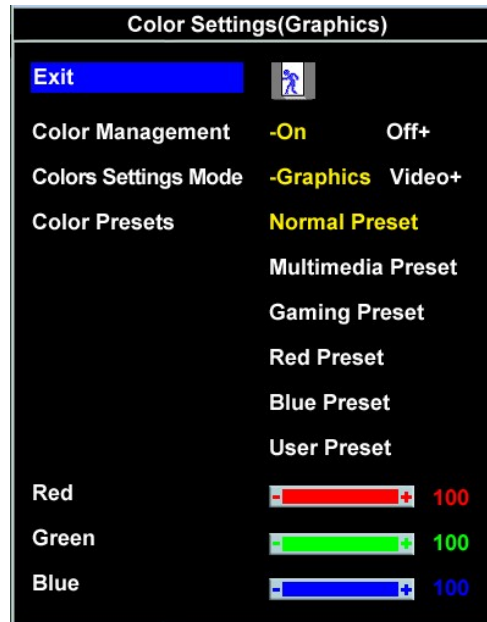 Color Settings(Graphics)
Exit
Color Management -On Off+
Colors Settings Mode -Graphics Video+
Color Presets Normal Preset
Multimedia Preset
Gaming Preset
Red Preset
Blue Preset
User Preset
Red - + 100
Green - + 100
Blue - + 100